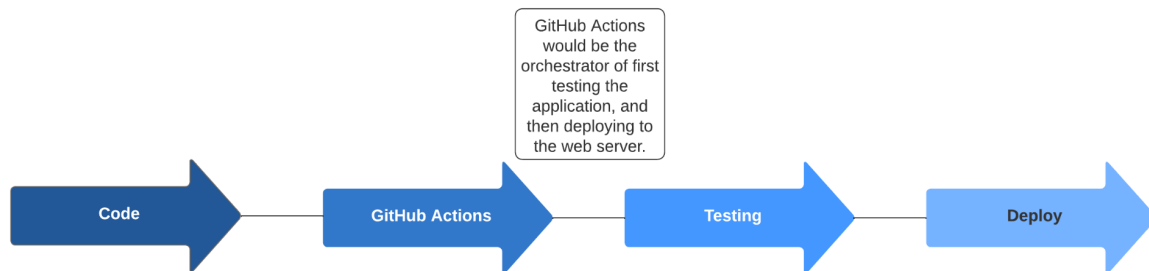 GitHub Actions
would be the
orchestrator of first
testing the
application, and
then deploying to
the web server.
Code
GitHub Actions
Testing
Deploy